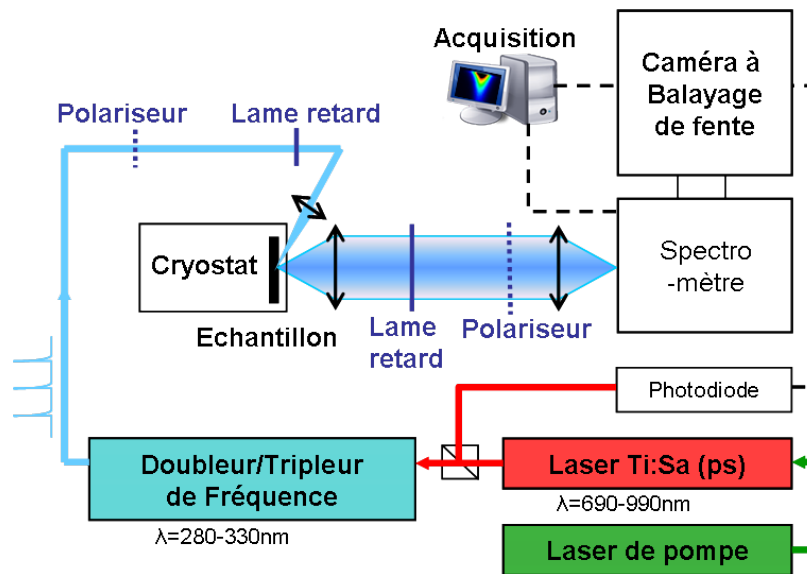 Acquisition
Caméra à
Balayage
de fente
Polariseur
Lame retard
Cryostat
Spectro
-mètre
Echantillon
Lame
retard
Polariseur
Photodiode
Doubleur/Tripleur
de Fréquence
Laser Ti:Sa (ps)
λ=280-330nm
λ=690-990nm
Laser de pompe